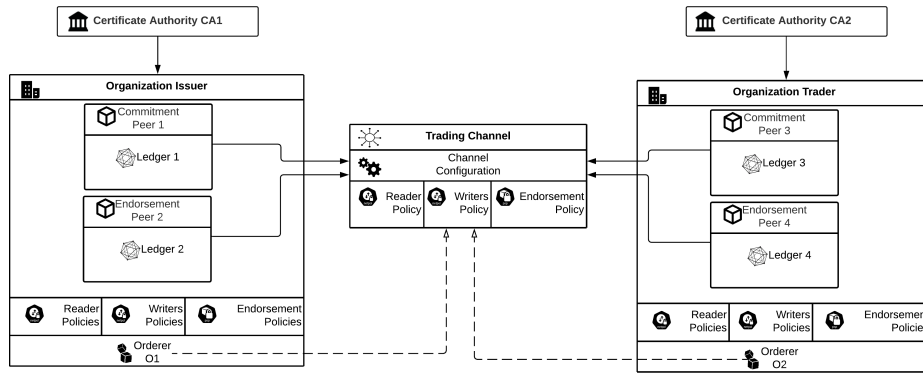 Certificate Authority CA1
Certificate Authority CA2
Organization Issuer
Commitment
Peer 1
Ledger 1
Endorsement
Peer 2
Ledger 2
Reader
Policies
Writers
Policies
Endorsement
Policies
Orderer
O1
Trading Channel
Channel
Configuration
Reader
Policy
Writers
Policy
Endorsement
Policy
Organization Trader
Commitment
Peer 3
Ledger 3
Endorsement
Peer 4
Ledger 4
Reader
Policies
Writers
Policies
Endorsement
Policies
Orderer
O2